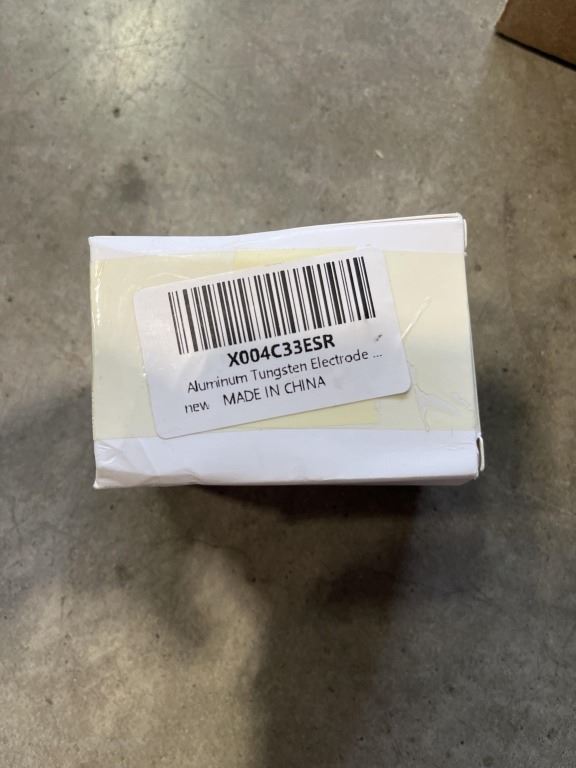 X004C33ESR
Aluminum Tungsten Electrode ...
new MADE IN CHINA